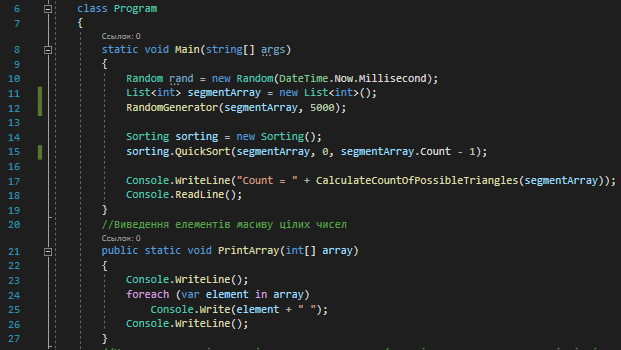 6 class Program
7 {
Ссылок: 0
8 static void Main(string[] args)
9 {
10 Random rand = new Random(DateTime.Now.Millisecond);
11 List<int> segmentArray = new List<int>();
12 RandomGenerator(segmentArray, 5000);
13
14 Sorting sorting = new Sorting();
15 sorting.QuickSort(segmentArray, 0, segmentArray.Count - 1);
16
17 Console.WriteLine("Count = " + CalculateCountOfPossibleTriangles(segmentArray));
18 Console.ReadLine();
19 }
20 //Виведення елементів масиву цілих чисел
Ссылок: 0
21 public static void PrintArray(int[] array)
22 {
23 Console.WriteLine();
24 foreach (var element in array)
25 Console.Write(element + " ");
26 Console.WriteLine();
27 }